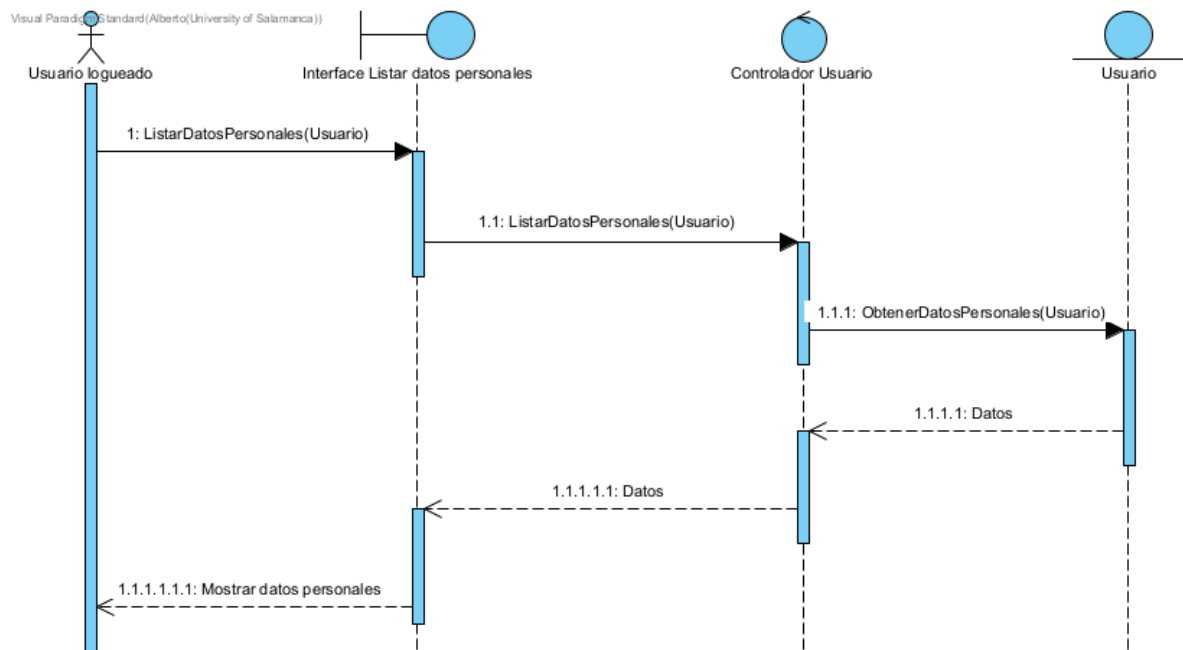 Visual Paradigm Standard(Alberto(University of Salamanca))
Usuario logueado
Interface Listar datos personales
Controlador Usuario
Usuario
1: ListarDatosPersonales(Usuario)
1.1: ListarDatosPersonales(Usuario)
1.1.1: ObtenerDatosPersonales(Usuario)
1.1.1.1: Datos
1.1.1.1.1: Datos
1.1.1.1.1.1: Mostrar datos personales